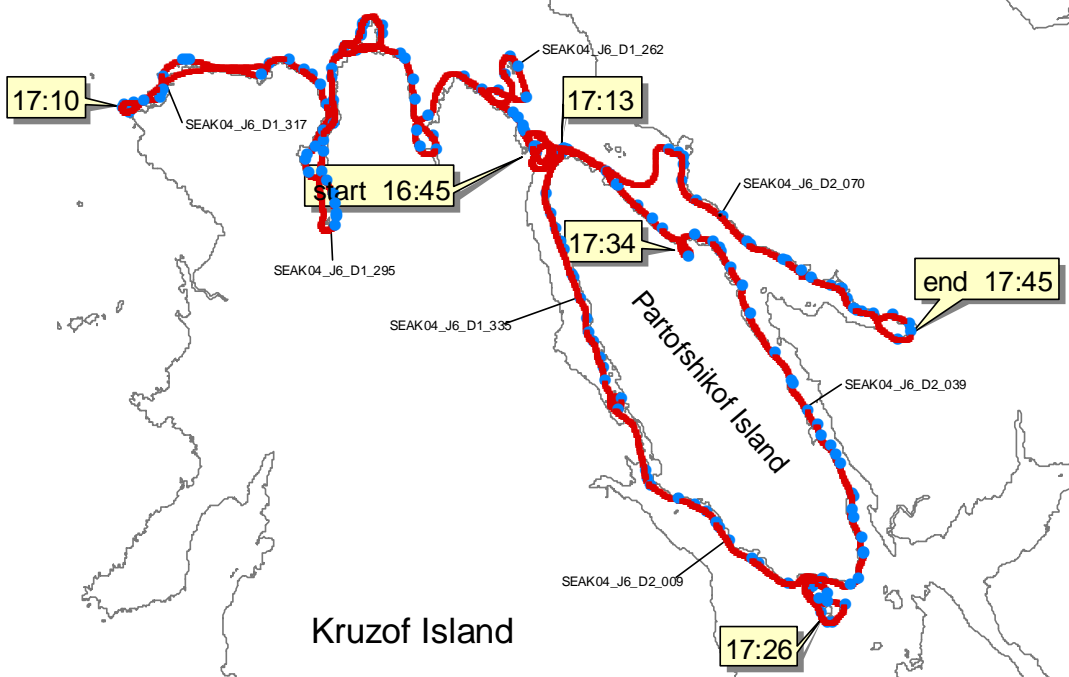 SEAK04_J6_D1_262
17:10
17:13
SEAK04_J6_D1_317
start 16:45
SEAK04_J6_D2_070
17:34
SEAK04_J6_D1_295
end 17:45
SEAK04_J6_D1_335
Partofshikof Island
SEAK04_J6_D2_039
SEAK04_J6_D2_009
Kruzof Island
17:26